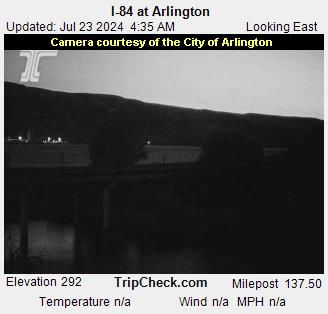 I-84 at Arlington
Updated: Jul 23 2024 4:35 AM Looking East
Camera courtesy of the City of Arlington
Elevation 292 TripCheck.com Milepost 137.50
Temperature n/a Wind n/a MPH n/a